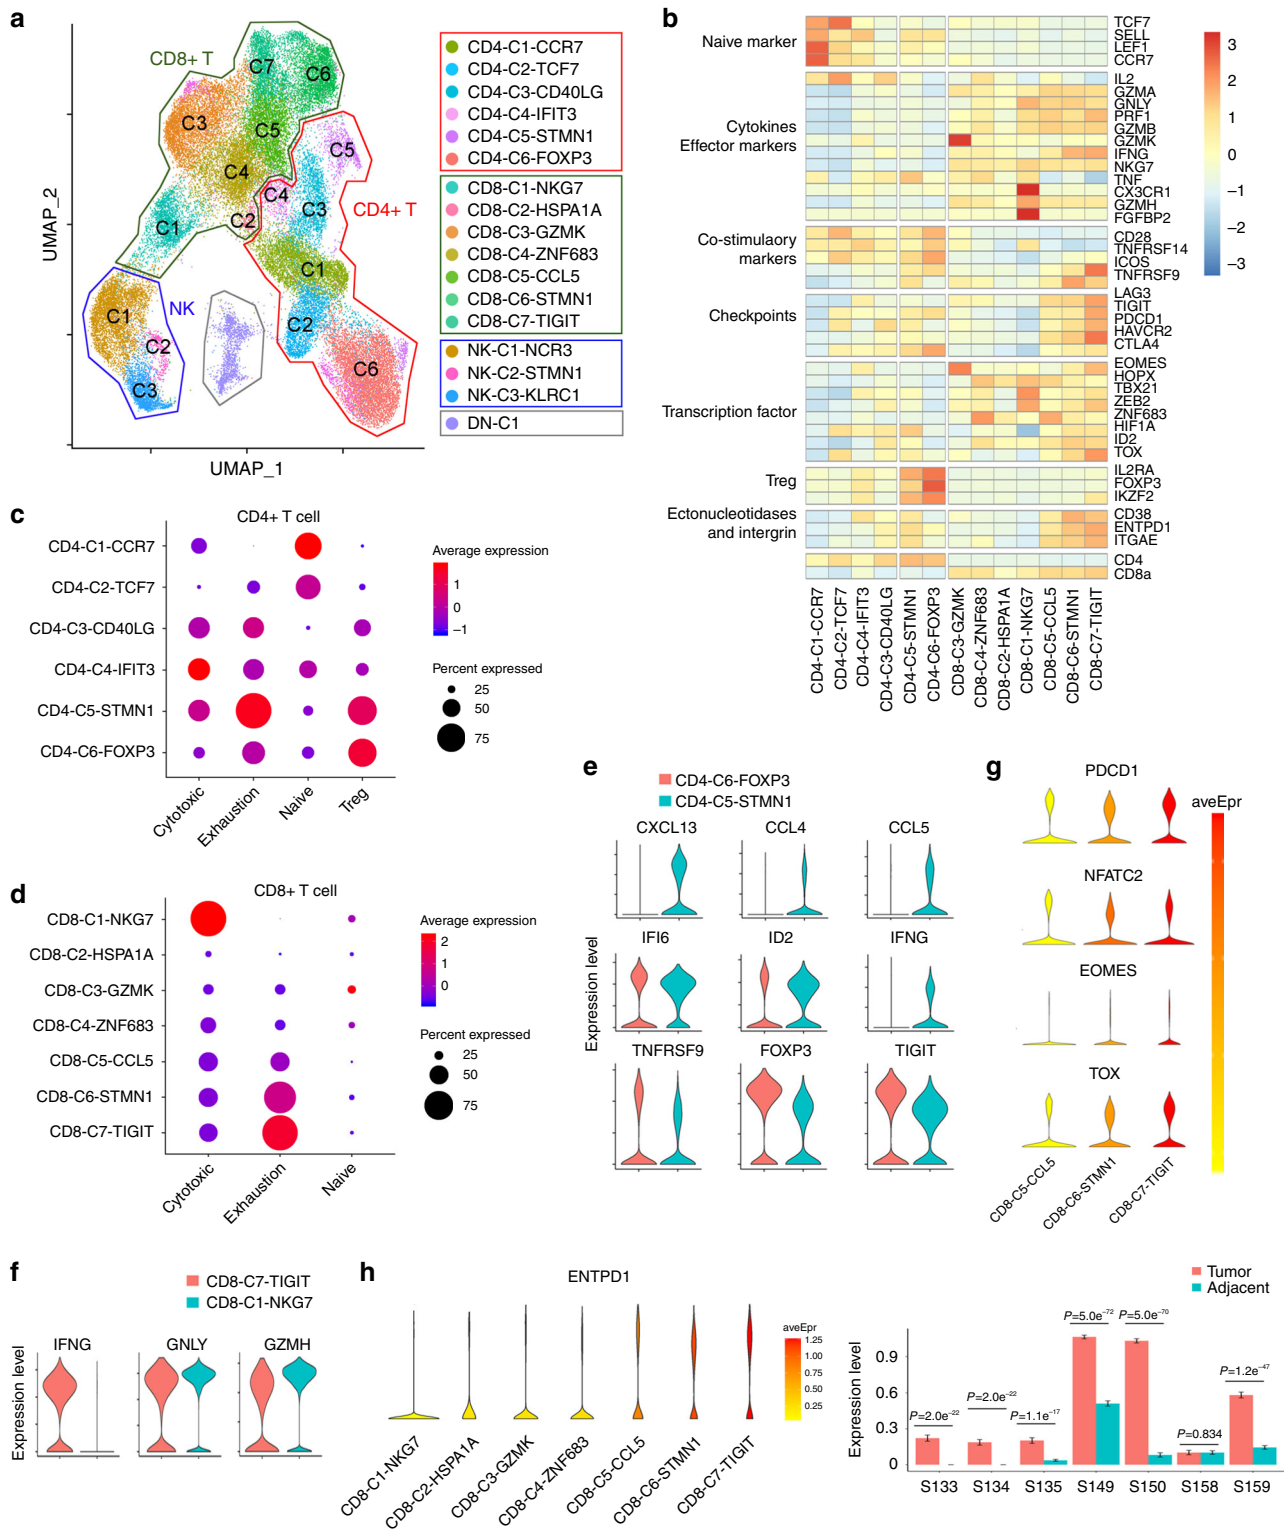 a
CD8+ T
C7
C6
C3
C5
C4
C5
C4
C3
C2
C1
CD4+ T
C1
NK
C1
C2
C2
C3
C6
UMAP_2
UMAP_1
CD4-C1-CCR7
CD4-C2-TCF7
CD4-C3-CD40LG
CD4-C4-IFIT3
CD4-C5-STMN1
CD4-C6-FOXP3
CD8-C1-NKG7
CD8-C2-HSPA1A
CD8-C3-GZMK
CD8-C4-ZNF683
CD8-C5-CCL5
CD8-C6-STMN1
CD8-C7-TIGIT
NK-C1-NCR3
NK-C2-STMN1
NK-C3-KLRC1
DN-C1
b
Naive marker
Cytokines
Effector markers
Co-stimulaory
markers
Checkpoints
Transcription factor
Treg
Ectonucleotidases
and intergrin
TCF7
SELL
LEF1
CCR7
IL2
GZMA
GNLY
PRF1
GZMB
GZMK
IFNG
NKG7
TNF
CX3CR1
GZMH
FGFBP2
CD28
TNFRSF14
ICOS
TNFRSF9
LAG3
TIGIT
PDCD1
HAVCR2
CTLA4
EOMES
HOPX
TBX21
ZEB2
ZNF683
HIF1A
ID2
TOX
IL2RA
FOXP3
IKZF2
CD38
ENTPD1
ITGAE
CD4
CD8a
3
2
1
0
−1
−2
−3
CD4-C1-CCR7
CD4-C2-TCF7
CD4-C4-IFIT3
CD4-C3-CD40LG
CD4-C5-STMN1
CD4-C6-FOXP3
CD8-C3-GZMK
CD8-C4-ZNF683
CD8-C2-HSPA1A
CD8-C1-NKG7
CD8-C5-CCL5
CD8-C6-STMN1
CD8-C7-TIGIT
c
CD4+ T cell
CD4-C1-CCR7
CD4-C2-TCF7
CD4-C3-CD40LG
CD4-C4-IFIT3
CD4-C5-STMN1
CD4-C6-FOXP3
Cytotoxic
Exhaustion
Naive
Treg
Average expression
1
0
−1
Percent expressed
25
50
75
d
CD8+ T cell
CD8-C1-NKG7
CD8-C2-HSPA1A
CD8-C3-GZMK
CD8-C4-ZNF683
CD8-C5-CCL5
CD8-C6-STMN1
CD8-C7-TIGIT
Cytotoxic
Exhaustion
Naive
Average expression
2
1
0
Percent expressed
25
50
75
e
CD4-C6-FOXP3
CD4-C5-STMN1
CXCL13
CCL4
CCL5
IFI6
ID2
IFNG
TNFRSF9
FOXP3
TIGIT
Expression level
g
PDCD1
NFATC2
EOMES
TOX
CD8-C5-CCL5
CD8-C6-STMN1
CD8-C7-TIGIT
aveEpr
f
CD8-C7-TIGIT
CD8-C1-NKG7
IFNG
GNLY
GZMH
Expression level
h
ENTPD1
CD8-C1-NKG7
CD8-C2-HSPA1A
CD8-C3-GZMK
CD8-C4-ZNF683
CD8-C5-CCL5
CD8-C6-STMN1
CD8-C7-TIGIT
aveEpr
1.25
1.00
0.75
0.50
0.25
Tumor
Adjacent
Expression level
0.9
0.6
0.3
0
P=2.0e−22
P=2.0e−22
P=1.1e−17
P=5.0e−72
P=5.0e−70
P=0.834
P=1.2e−47
S133
S134
S135
S149
S150
S158
S159